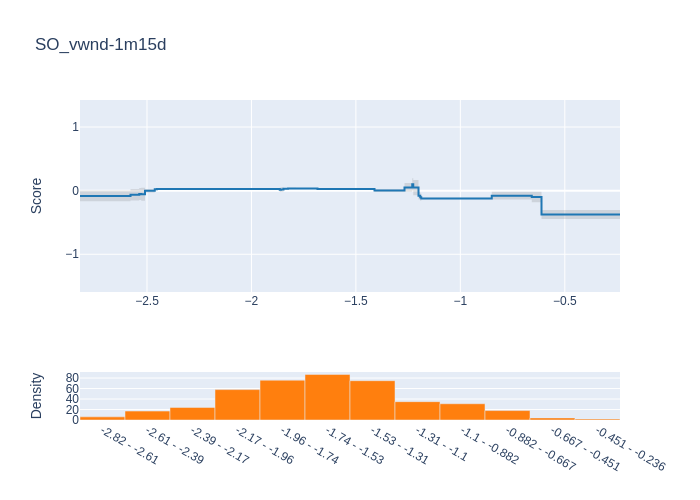 SO_vwnd-1m15d
1
0
−1
Score
−2.5 −2 −1.5 −1 −0.5
80
60
40
20
0
Density
-2.82 - -2.61
-2.61 - -2.39
-2.39 - -2.17
-2.17 - -1.96
-1.96 - -1.74
-1.74 - -1.53
-1.53 - -1.31
-1.31 - -1.1
-1.1 - -0.882
-0.882 - -0.667
-0.667 - -0.451
-0.451 - -0.236